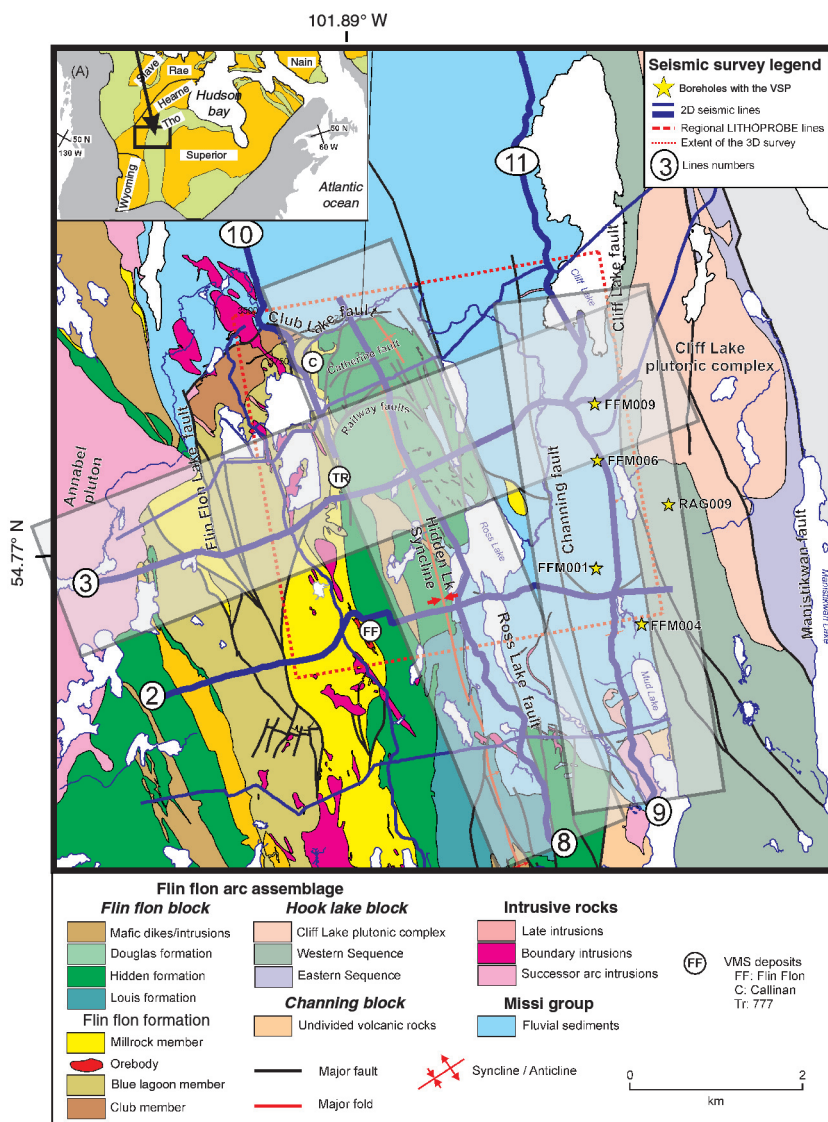 101.89° W
(A)
Slave
Rae
Nain
Hearne
Hudson
bay
Tho
50 N
130 W
50 N
60 W
Superior
Wyoming
Atlantic
ocean
Seismic survey legend
Boreholes with the VSP
2D seismic lines
Regional LITHOPROBE lines
Extent of the 3D survey
3
Lines numbers
11
10
Club Lake fault
Cliff Lake
Cliff Lake fault
C
Catherine fault
Railway faults
Cliff Lake
plutonic complex
FFM009
Annabel
pluton
Flin Flon Lake fault
TR
Channing fault
FFM006
RAG009
54.77° N
Hidden Lk
Syncline
Ross Lake
FFM001
3
FF
FFM004
Manistikwan fault
Manistikwan Lake
2
Ross Lake fault
Mud Lake
8
9
Flin flon arc assemblage
Flin flon block
Mafic dikes/intrusions
Douglas formation
Hidden formation
Louis formation
Flin flon formation
Millrock member
Orebody
Blue lagoon member
Club member
Hook lake block
Cliff Lake plutonic complex
Western Sequence
Eastern Sequence
Channing block
Undivided volcanic rocks
Major fault
Major fold
Intrusive rocks
Late intrusions
Boundary intrusions
Successor arc intrusions
Missi group
Fluvial sediments
Syncline / Anticline
FF
VMS deposits
FF: Flin Flon
C: Callinan
Tr: 777
0
2
km